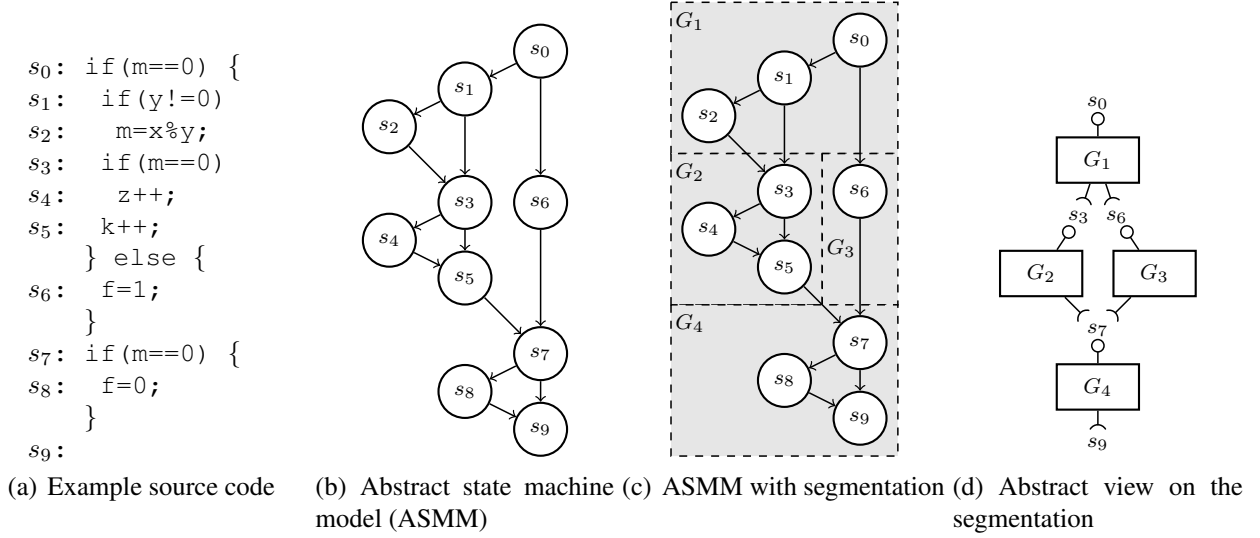 s₀: if(m==0) {
s₁: if(y!=0)
s₂: m=x%y;
s₃: if(m==0)
s₄: z++;
s₅: k++;
} else {
s₆: f=1;
}
s₇: if(m==0) {
s₈: f=0;
}
s₉:
(a) Example source code
s₀
s₁
s₂
s₃
s₆
s₄
s₅
s₇
s₈
s₉
(b) Abstract state machine
model (ASMM)
G₁
s₀
s₁
s₂
G₂
s₃
s₆
s₄
G₃
s₅
G₄
s₇
s₈
s₉
(c) ASMM with segmentation
s₀
G₁
s₃ s₆
G₂ G₃
s₇
G₄
s₉
(d) Abstract view on the
segmentation